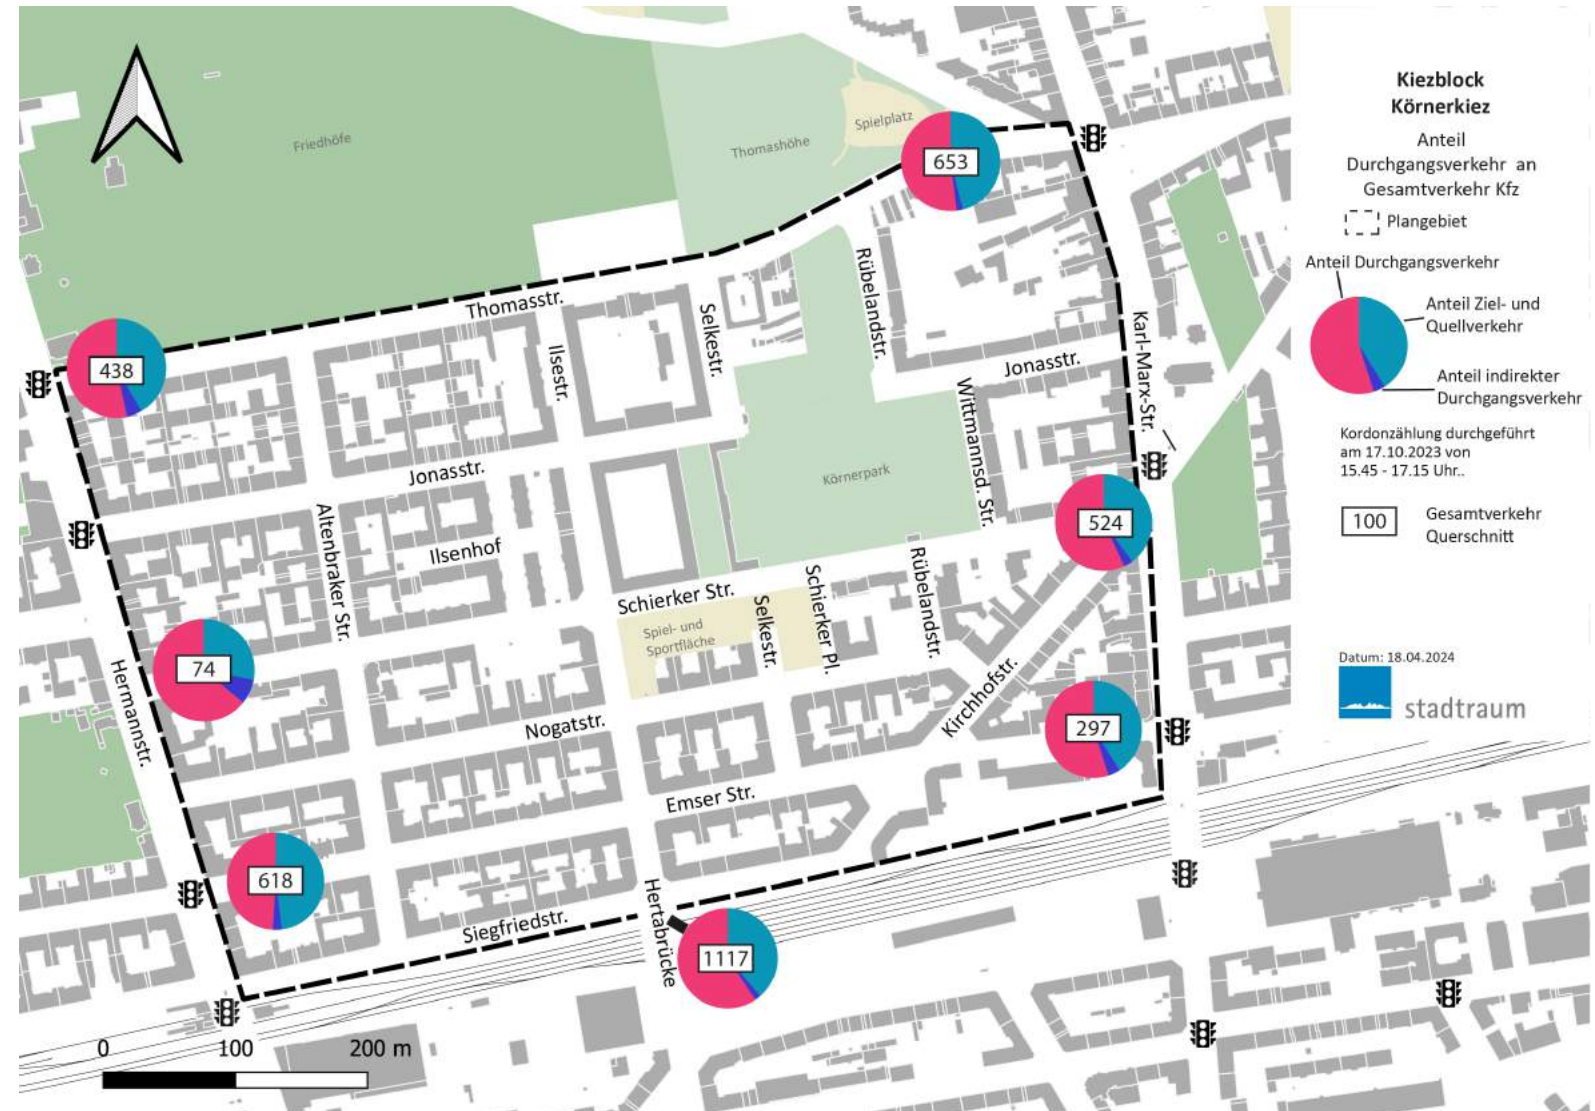 Kiezblock
Körnerkiez
Anteil
Durchgangsverkehr an
Gesamtverkehr Kfz
Plangebiet
Anteil Durchgangsverkehr
Anteil Ziel- und
Quellverkehr
Anteil indirekter
Durchgangsverkehr
Kordonzählung durchgeführt
am 17.10.2023 von
15.45 - 17.15 Uhr..
100
Gesamtverkehr
Querschnitt
Datum: 18.04.2024
stadtraum
Friedhöfe
Thomashöhe
Spielplatz
653
438
Thomasstr.
Ilsestr.
Selkestr.
Rübelandstr.
Karl-Marx-Str.
Jonasstr.
Wittmannsd. Str.
Jonasstr.
Körnerpark
Altenbraker Str.
Ilsenhof
524
Schierker Str.
Spiel- und
Sportfläche
Selkestr.
Schierker Pl.
Rübelandstr.
Kirchhofstr.
74
Hermannstr.
Nogatstr.
297
Emser Str.
618
Siegfriedstr.
Hertabrücke
1117
0
100
200 m